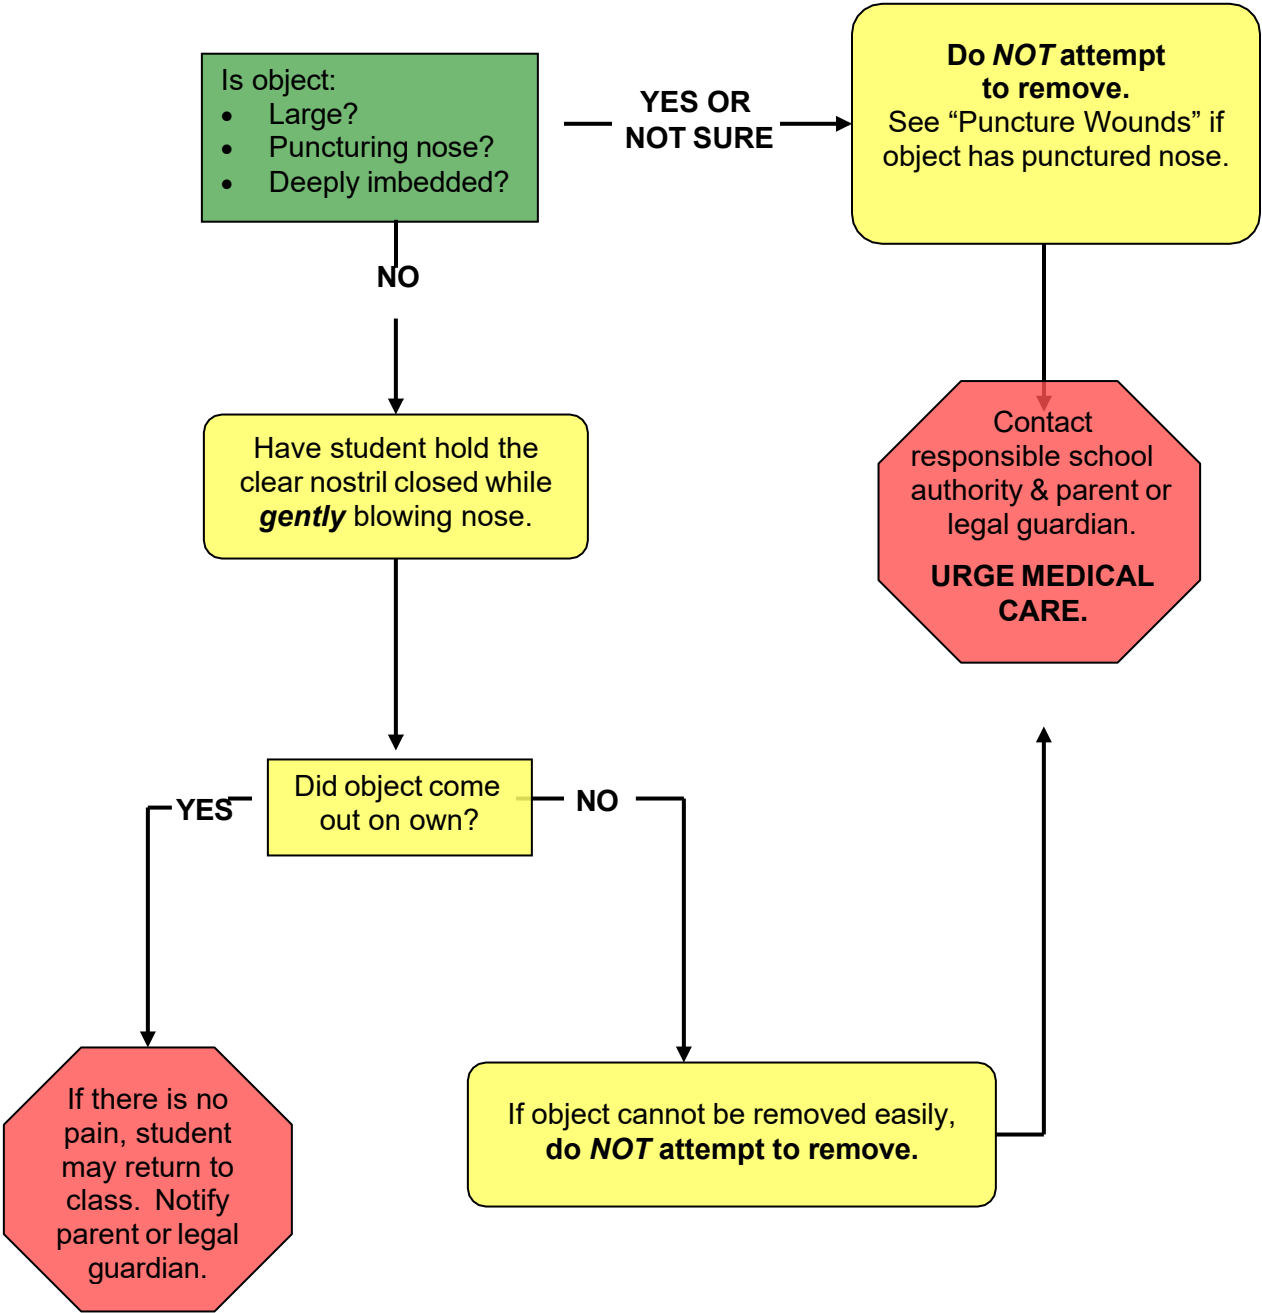 Is object:
• Large?
• Puncturing nose?
• Deeply imbedded?
YES OR
NOT SURE
Do NOT attempt
to remove.
See “Puncture Wounds” if
object has punctured nose.
NO
Have student hold the
clear nostril closed while
gently blowing nose.
Contact
responsible school
authority & parent or
legal guardian.
URGE MEDICAL
CARE.
Did object come
out on own?
YES
NO
If there is no
pain, student
may return to
class. Notify
parent or legal
guardian.
If object cannot be removed easily,
do NOT attempt to remove.